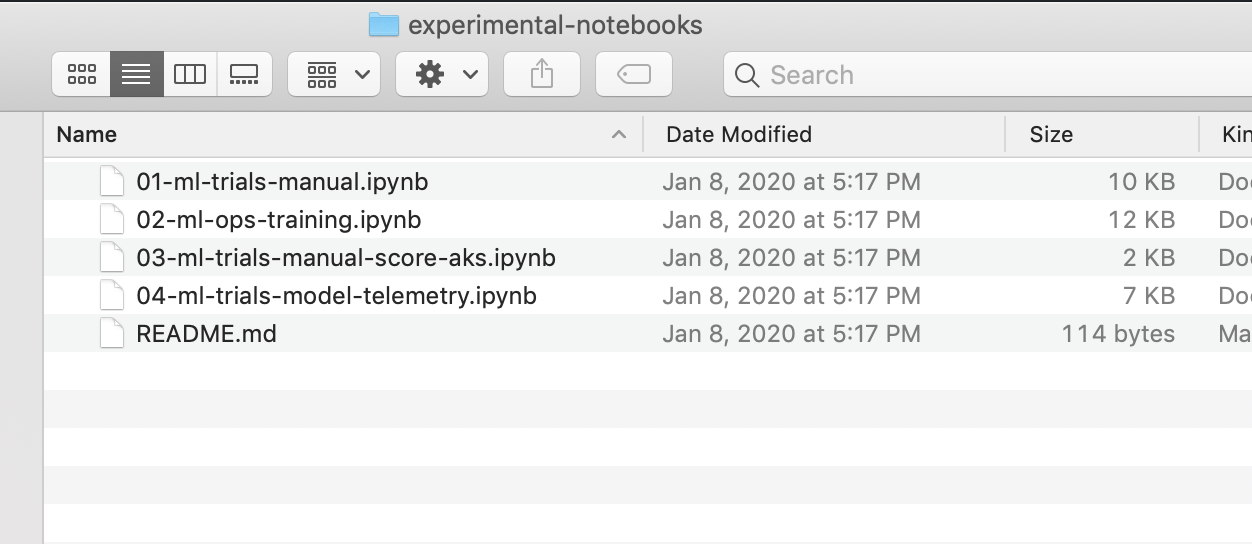 experimental-notebooks
Search
Name Date Modified Size Kin
01-ml-trials-manual.ipynb Jan 8, 2020 at 5:17 PM 10 KB Doc
02-ml-ops-training.ipynb Jan 8, 2020 at 5:17 PM 12 KB Doc
03-ml-trials-manual-score-aks.ipynb Jan 8, 2020 at 5:17 PM 2 KB Doc
04-ml-trials-model-telemetry.ipynb Jan 8, 2020 at 5:17 PM 7 KB Doc
README.md Jan 8, 2020 at 5:17 PM 114 bytes Ma